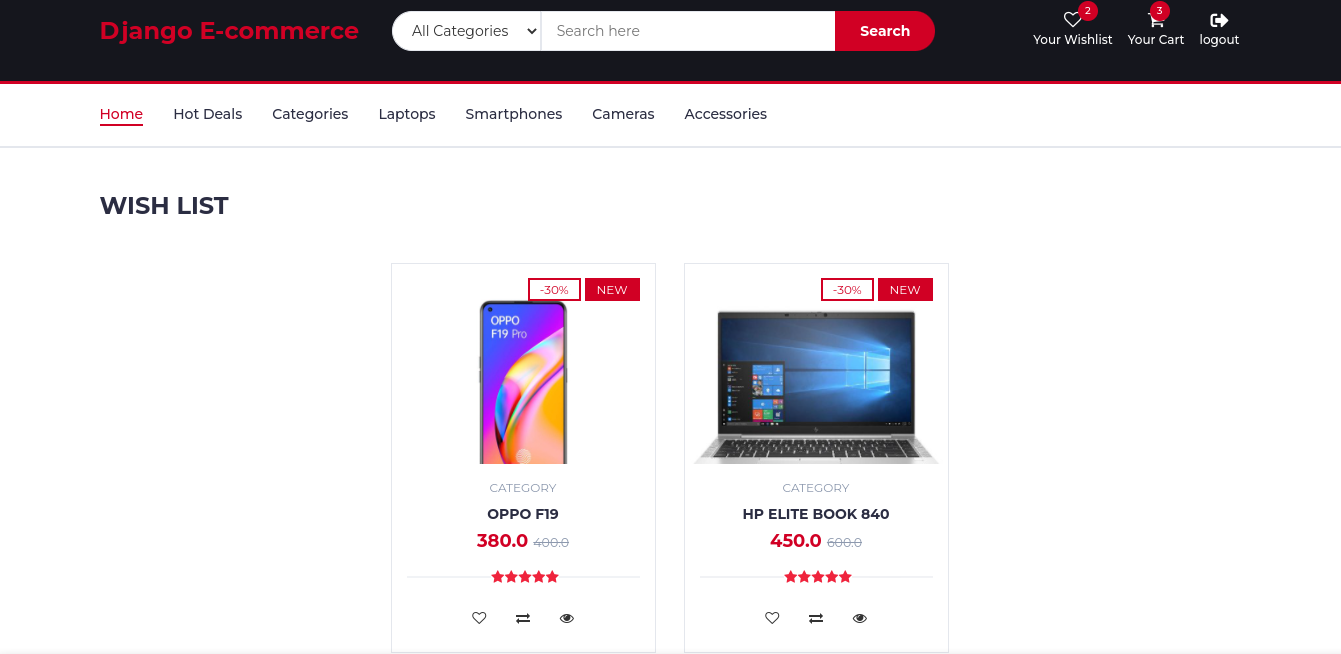 Django E-commerce
All Categories
Search here
Search
2
Your Wishlist
3
Your Cart
logout
Home
Hot Deals
Categories
Laptops
Smartphones
Cameras
Accessories
WISH LIST
-30%
NEW
OPPO
F19 Pro
CATEGORY
OPPO F19
380.0 400.0
-30%
NEW
CATEGORY
HP ELITE BOOK 840
450.0 600.0